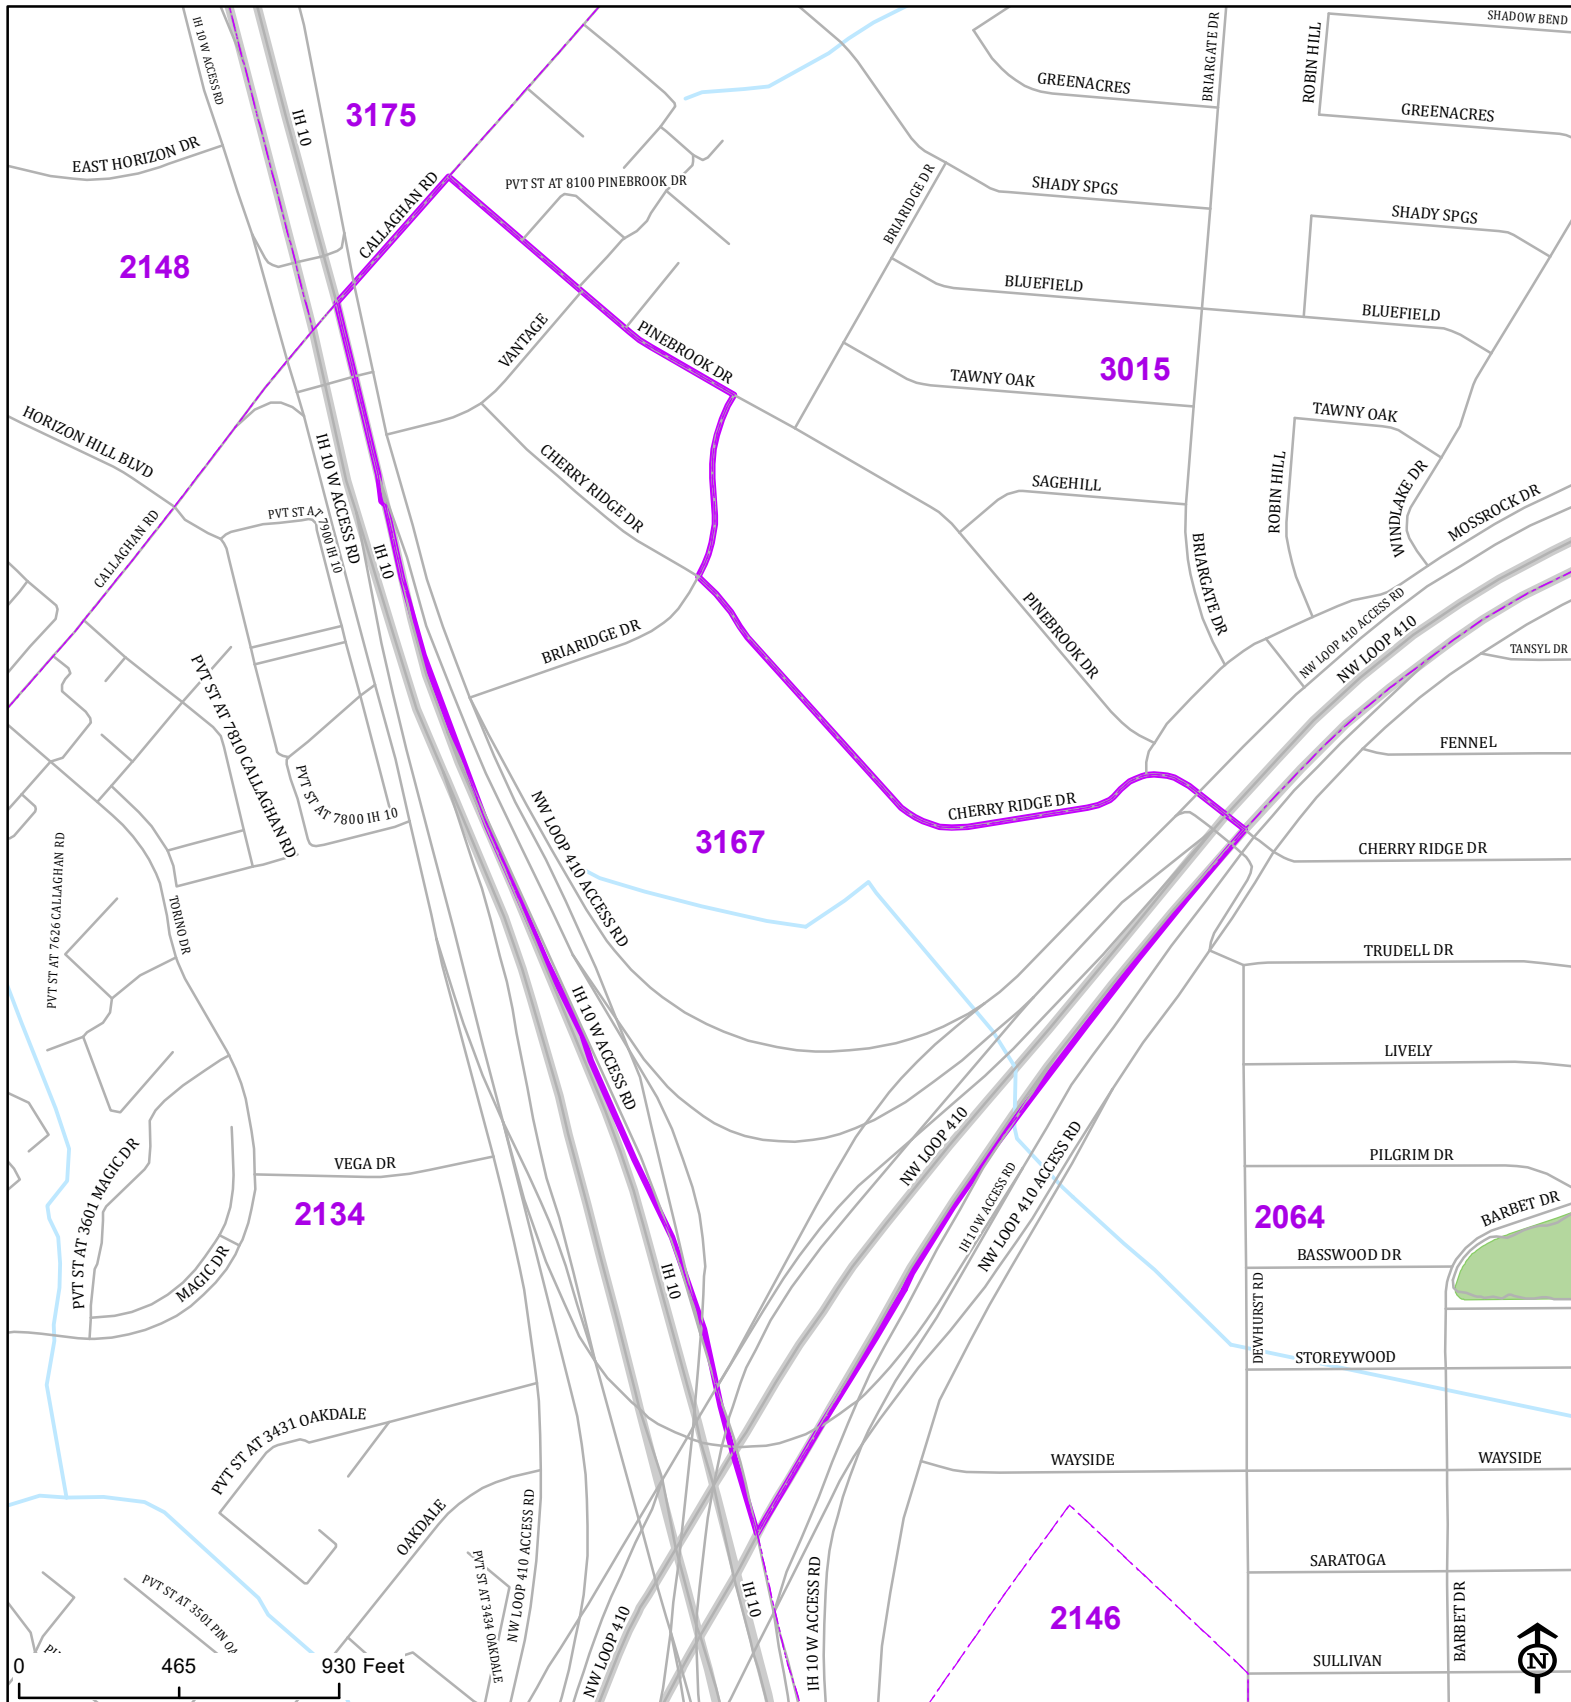 SHADOW BEND
IH 10 W ACCESS RD
BRIARGATE DR
ROBIN HILL
GREENACRES
GREENACRES
3175
IH 10
EAST HORIZON DR
CALLAGHAN RD
PVT ST AT 8100 PINEBROOK DR
BRIARIDGE DR
SHADY SPGS
SHADY SPGS
2148
BLUEFIELD
BLUEFIELD
VANTAGE
PINEBROOK DR
3015
TAWNY OAK
TAWNY OAK
HORIZON HILL BLVD
CHERRY RIDGE DR
IH 10 W ACCESS RD
SAGEHILL
ROBIN HILL
WINDLAKE DR
MOSSROCK DR
PVT ST AT 7900 IH 10
CALLAGHAN RD
IH 10
BRIARGATE DR
BRIARIDGE DR
PINEBROOK DR
NW LOOP 410 ACCESS RD
NW LOOP 410
TANSYL DR
PVT ST AT 7810 CALLAGHAN RD
FENNEL
PVT ST AT 7800 IH 10
NW LOOP 410 ACCESS RD
CHERRY RIDGE DR
3167
CHERRY RIDGE DR
PVT ST AT 7626 CALLAGHAN RD
TORINO DR
TRUDELL DR
IH 10 W ACCESS RD
LIVELY
NW LOOP 410
NW LOOP 410 ACCESS RD
IH 10 W ACCESS RD
PILGRIM DR
PVT ST AT 3601 MAGIC DR
VEGA DR
2134
2064
BARBET DR
BASSWOOD DR
MAGIC DR
IH 10
DEWHURST RD
STOREYWOOD
PVT ST AT 3431 OAKDALE
WAYSIDE
WAYSIDE
OAKDALE
NW LOOP 410 ACCESS RD
PVT ST AT 3434 OAKDALE
SARATOGA
PVT ST AT 3501 PIN OA
IH 10
IH 10 W ACCESS RD
2146
BARBET DR
NW LOOP 410
SULLIVAN
N
0 465 930 Feet